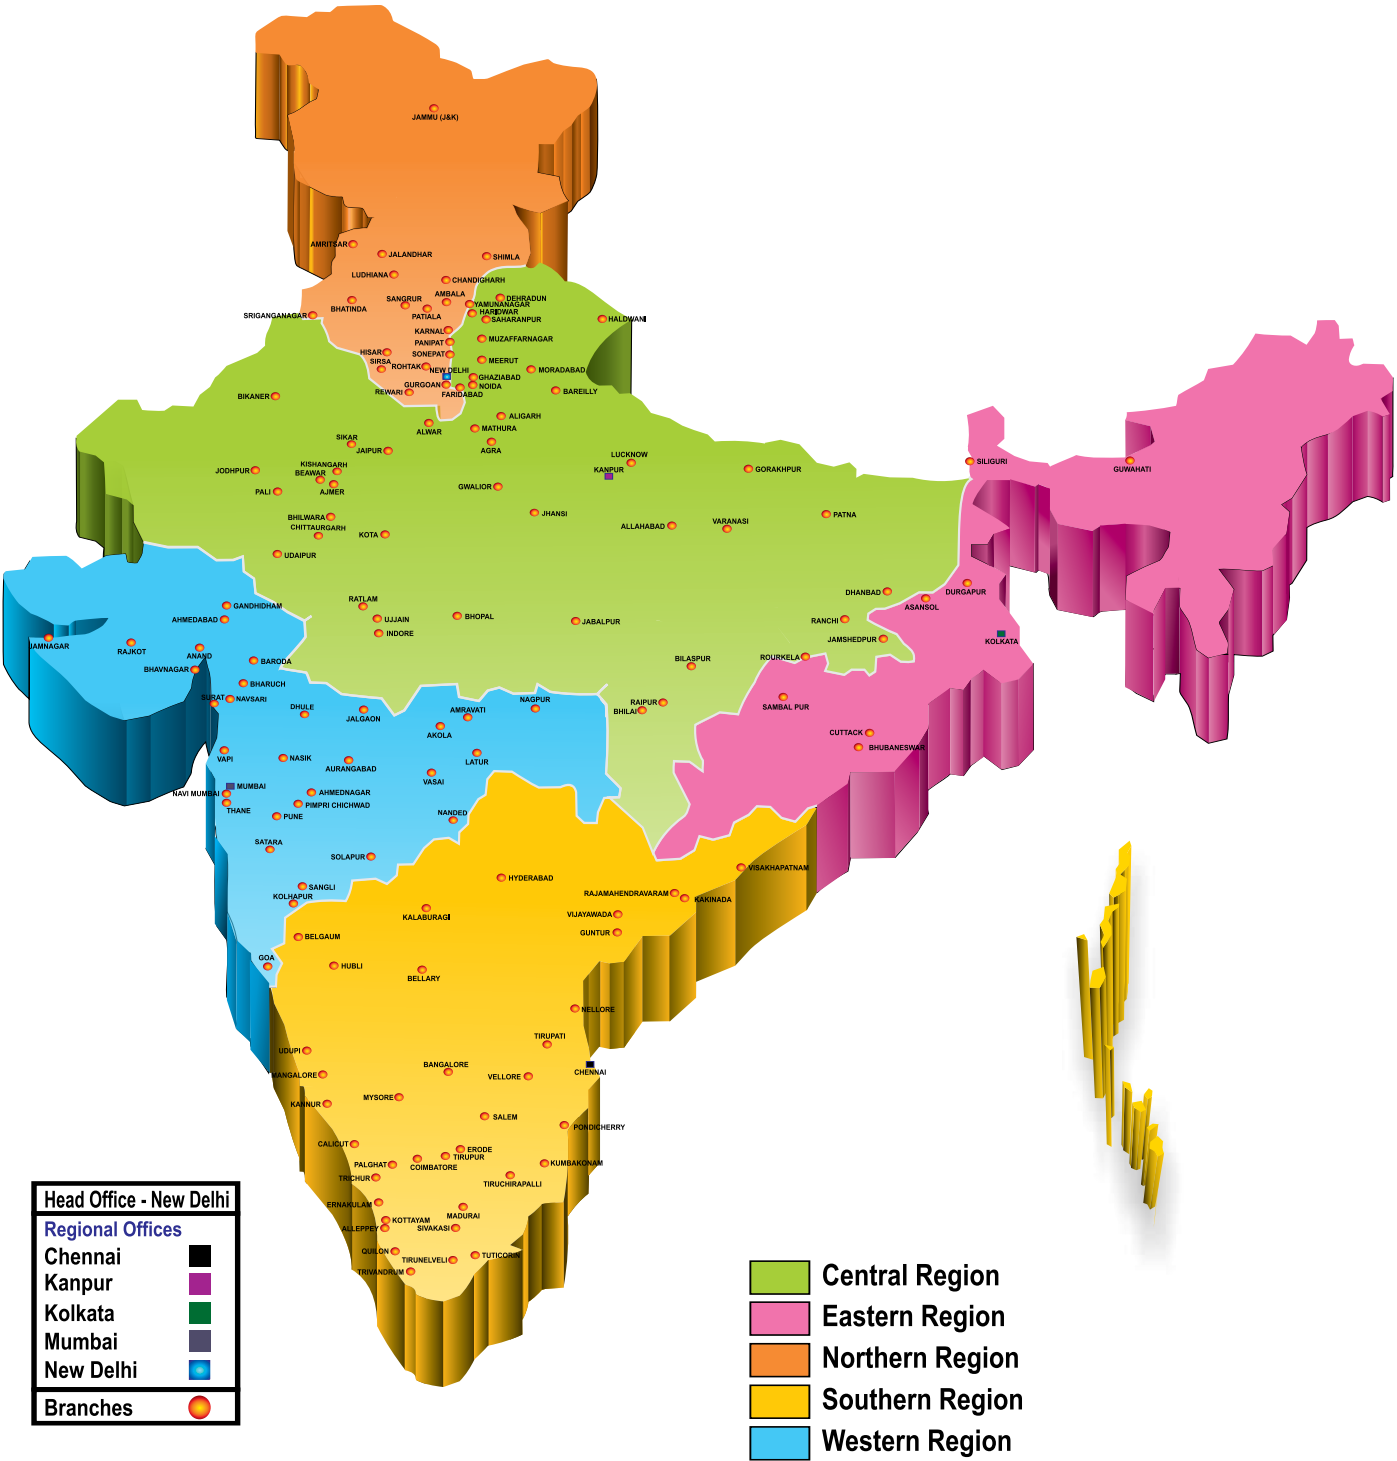 JAMMU (J&K)
AMRITSAR
JALANDHAR
SHIMLA
LUDHIANA
CHANDIGHARH
BHATINDA
SANGRUR
AMBALA
PATIALA
YAMUNANAGAR
DEHRADUN
HARIDWAR
SAHARANPUR
HALDWANI
SRIGANGANAGAR
KARNAL
PANIPAT
MUZAFFARNAGAR
HISAR
SONEPAT
SIRSA
ROHTAK
MEERUT
NEW DELHI
MORADABAD
GHAZIABAD
GURGOAN
NOIDA
REWARI
FARIDABAD
BAREILLY
BIKANER
ALIGARH
ALWAR
MATHURA
SIKAR
JAIPUR
AGRA
KISHANGARH
LUCKNOW
JODHPUR
BEAWAR
KANPUR
GORAKHPUR
SILIGURI
GUWAHATI
PALI
AJMER
GWALIOR
BHILWARA
JHANSI
PATNA
CHITTAURGARH
KOTA
ALLAHABAD
VARANASI
UDAIPUR
DHANBAD
DURGAPUR
RATLAM
ASANSOL
GANDHIDHAM
AHMEDABAD
UJJAIN
BHOPAL
JABALPUR
RANCHI
INDORE
JAMSHEDPUR
KOLKATA
JAMNAGAR
RAJKOT
ANAND
BARODA
ROURKELA
BHAVNAGAR
BILASPUR
BHARUCH
SURAT
NAVSARI
DHULE
JALGAON
AMRAVATI
NAGPUR
RAIPUR
BHILAI
SAMBAL PUR
AKOLA
CUTTACK
BHUBANESWAR
VAPI
NASIK
AURANGABAD
LATUR
VASAI
MUMBAI
NAVI MUMBAI
AHMEDNAGAR
THANE
PIMPRI CHICHWAD
PUNE
NANDED
SATARA
SOLAPUR
VISAKHAPATNAM
SANGLI
HYDERABAD
KOLHAPUR
RAJAMAHENDRAVARAM
KAKINADA
KALABURAGI
VIJAYAWADA
BELGAUM
GUNTUR
GOA
HUBLI
BELLARY
NELLORE
TIRUPATI
UDUPI
BANGALORE
CHENNAI
MANGALORE
VELLORE
KANNUR
MYSORE
SALEM
PONDICHERRY
CALICUT
ERODE
TIRUPUR
PALGHAT
COIMBATORE
KUMBAKONAM
TRICHUR
TIRUCHIRAPALLI
ERNAKULAM
MADURAI
KOTTAYAM
ALLEPPEY
SIVAKASI
QUILON
TIRUNELVELI
TUTICORIN
TRIVANDRUM
Head Office - New Delhi
Regional Offices
Chennai
Kanpur
Kolkata
Mumbai
New Delhi
Branches
Central Region
Eastern Region
Northern Region
Southern Region
Western Region